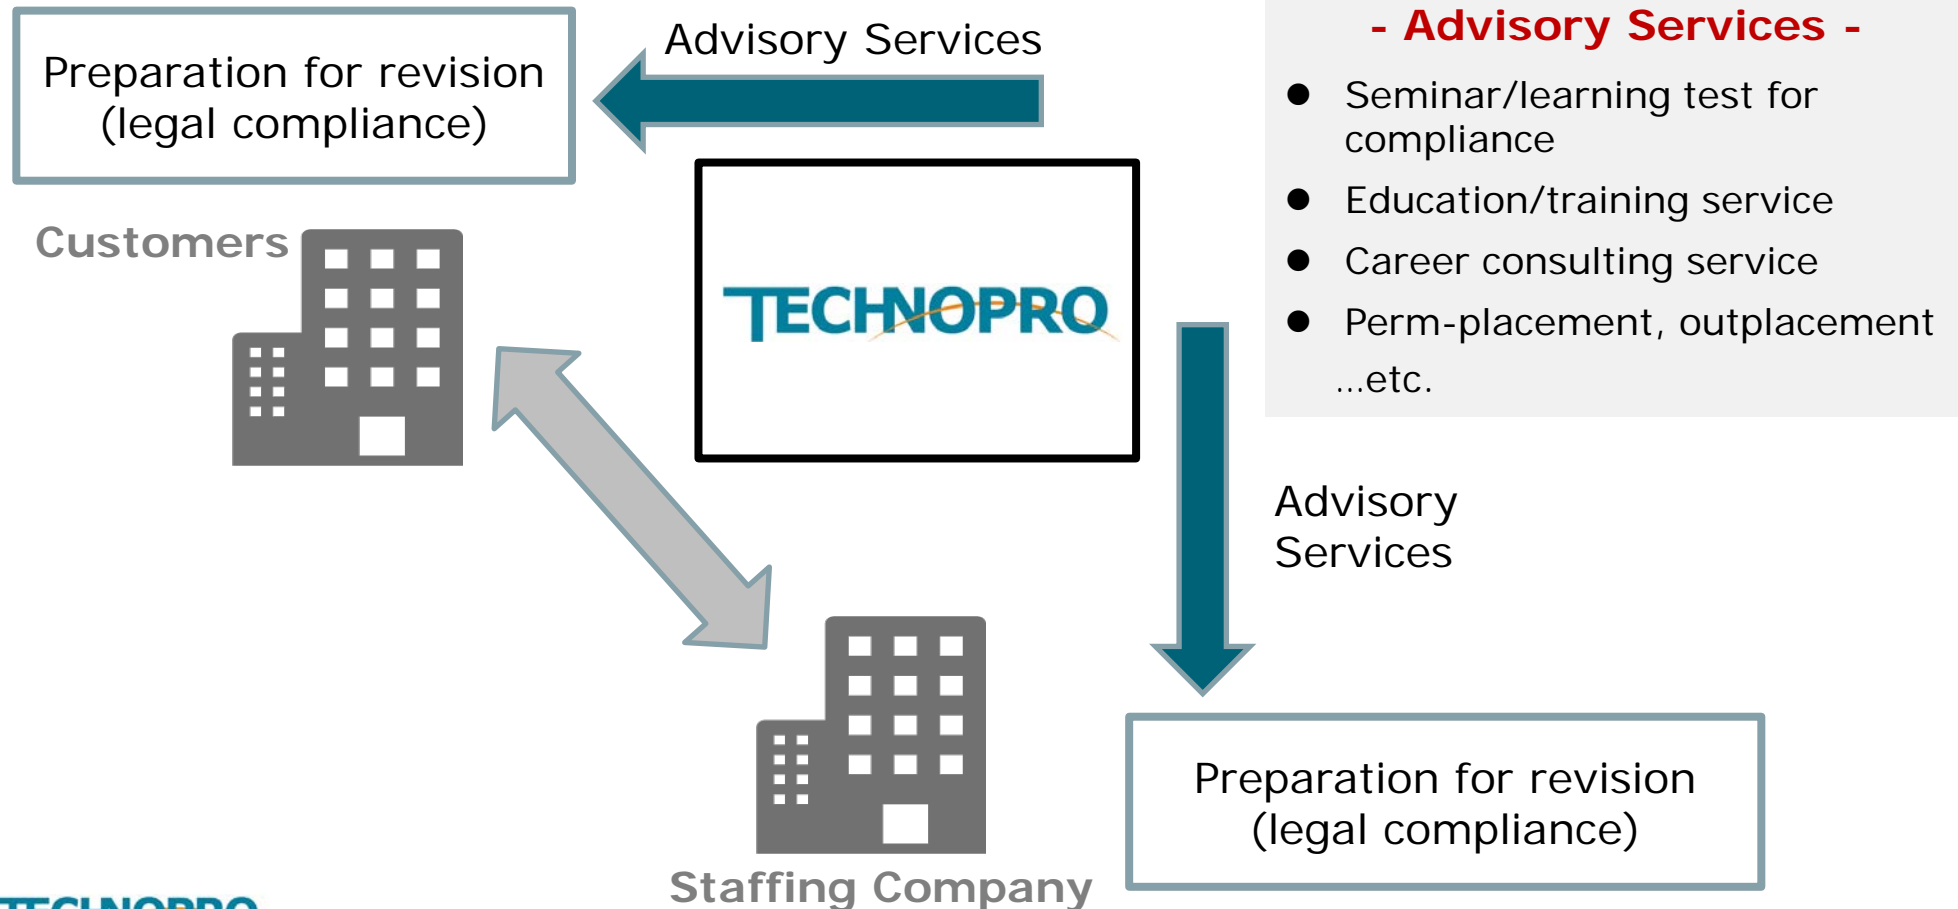 Preparation for revision
(legal compliance)
Advisory Services
Customers
TECHNOPRO
- Advisory Services -
● Seminar/learning test for
compliance
● Education/training service
● Career consulting service
● Perm-placement, outplacement
...etc.
Advisory
Services
Preparation for revision
(legal compliance)
Staffing Company
TECHNOPRO